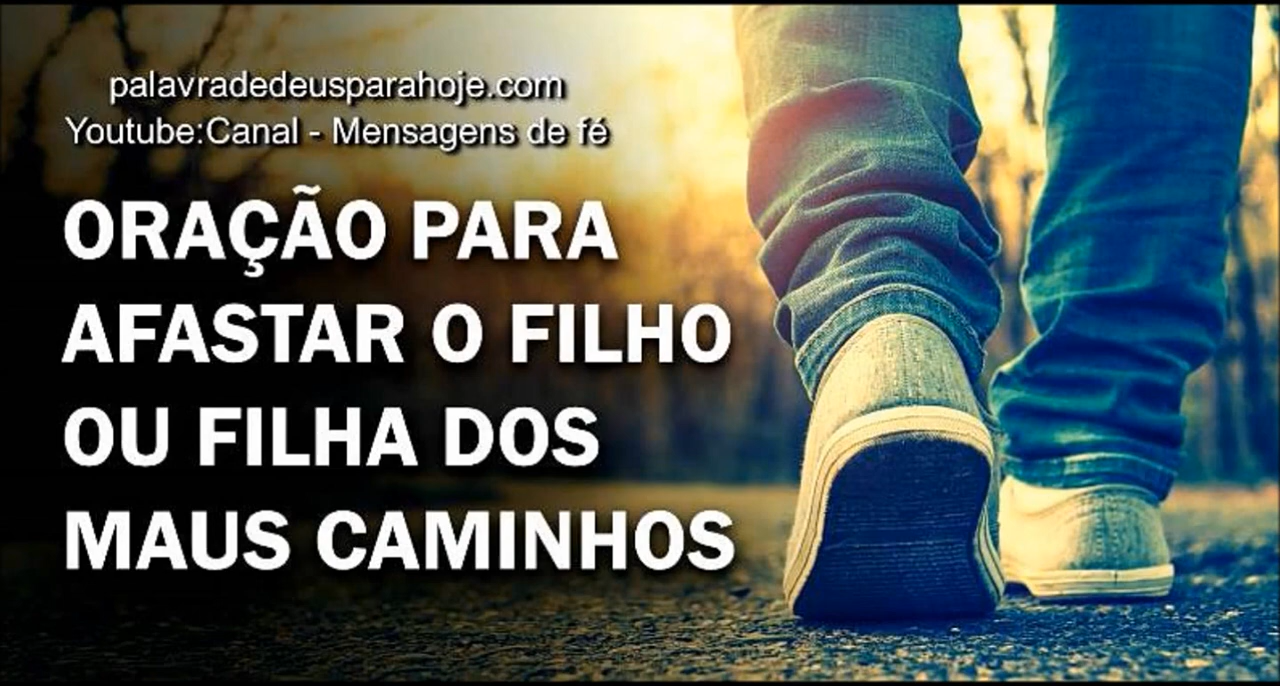 palavradedeusparahoje.com
Youtube:Canal - Mensagens de fé
ORAÇÃO PARA
AFASTAR O FILHO
OU FILHA DOS
MAUS CAMINHOS